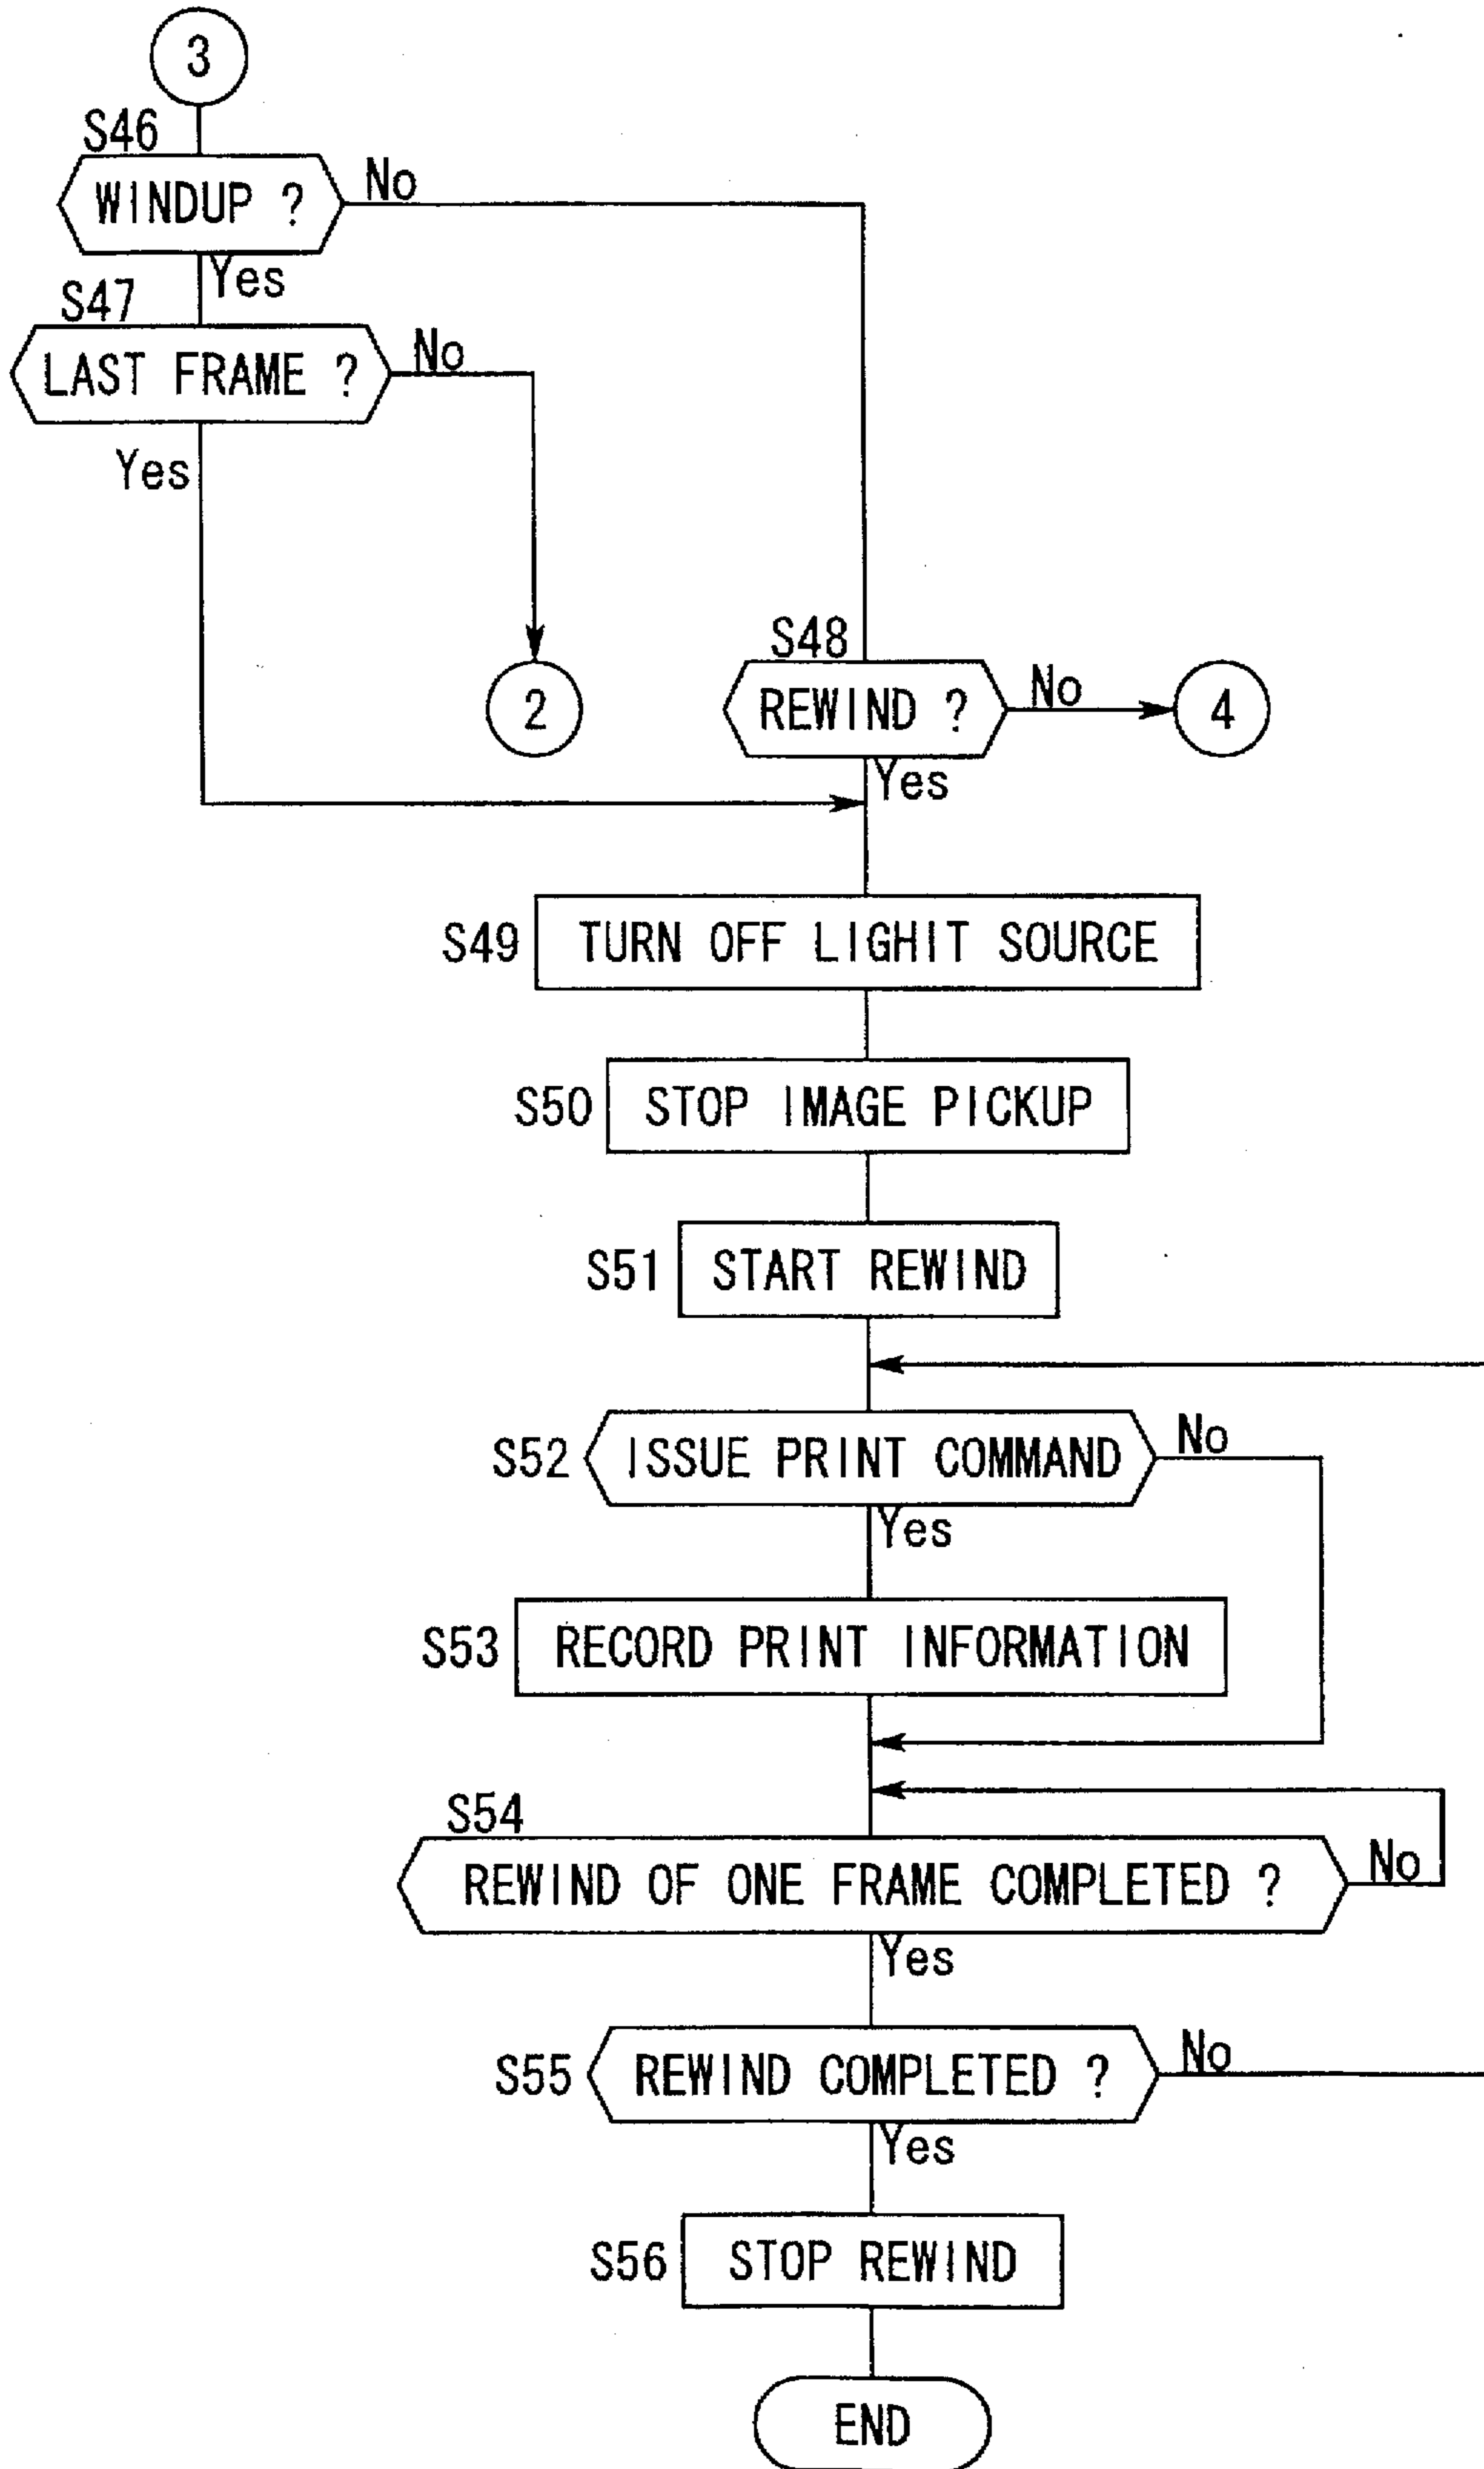 3
S46
WINDUP ? No
Yes
S47
LAST FRAME ? No
Yes
S48
2
REWIND ? No
4
Yes
S49 TURN OFF LIGHIT SOURCE
S50 STOP IMAGE PICKUP
S51 START REWIND
S52 ISSUE PRINT COMMAND No
Yes
S53 RECORD PRINT INFORMATION
S54
REWIND OF ONE FRAME COMPLETED ? No
Yes
S55 REWIND COMPLETED ? No
Yes
S56 STOP REWIND
END